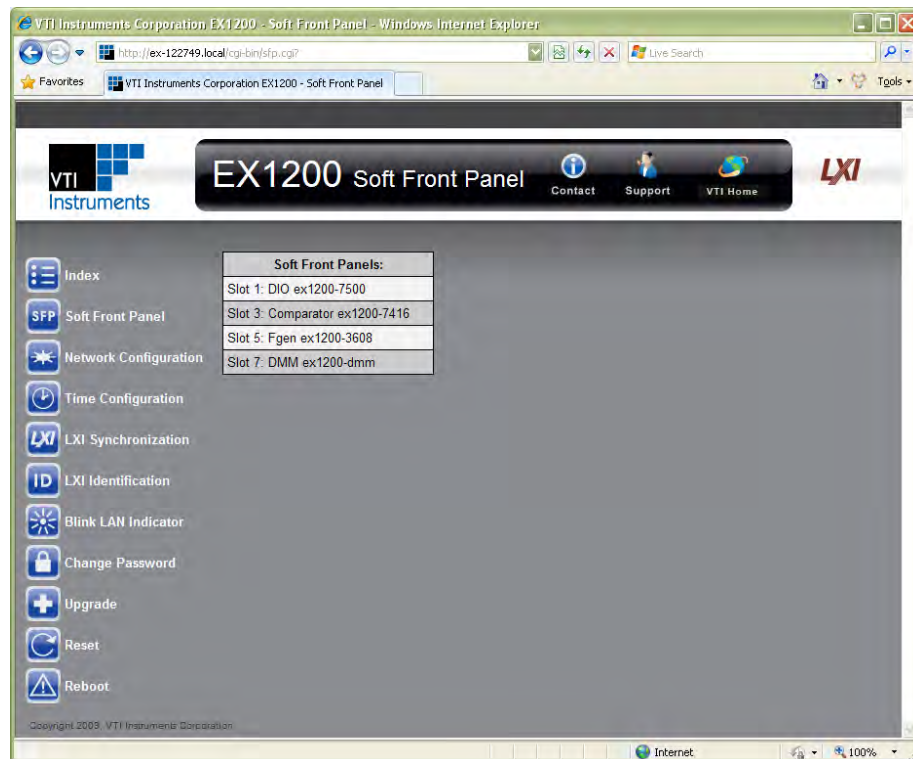 VTI Instruments Corporation EX1200 - Soft Front Panel - Windows Internet Explorer
http://ex-122749.local/cgi-bin/sfp.cgi?
Live Search
Favorites
VTI Instruments Corporation EX1200 - Soft Front Panel
Tools
VTI
Instruments
EX1200 Soft Front Panel
Contact
Support
VTI Home
LXI
Index
SFP Soft Front Panel
Network Configuration
Time Configuration
LXI LXI Synchronization
ID LXI Identification
Blink LAN Indicator
Change Password
Upgrade
Reset
Reboot
Soft Front Panels:
Slot 1: DIO ex1200-7500
Slot 3: Comparator ex1200-7416
Slot 5: Fgen ex1200-3608
Slot 7: DMM ex1200-dmm
Copyright 2009, VTI Instruments Corporation
Internet
100%